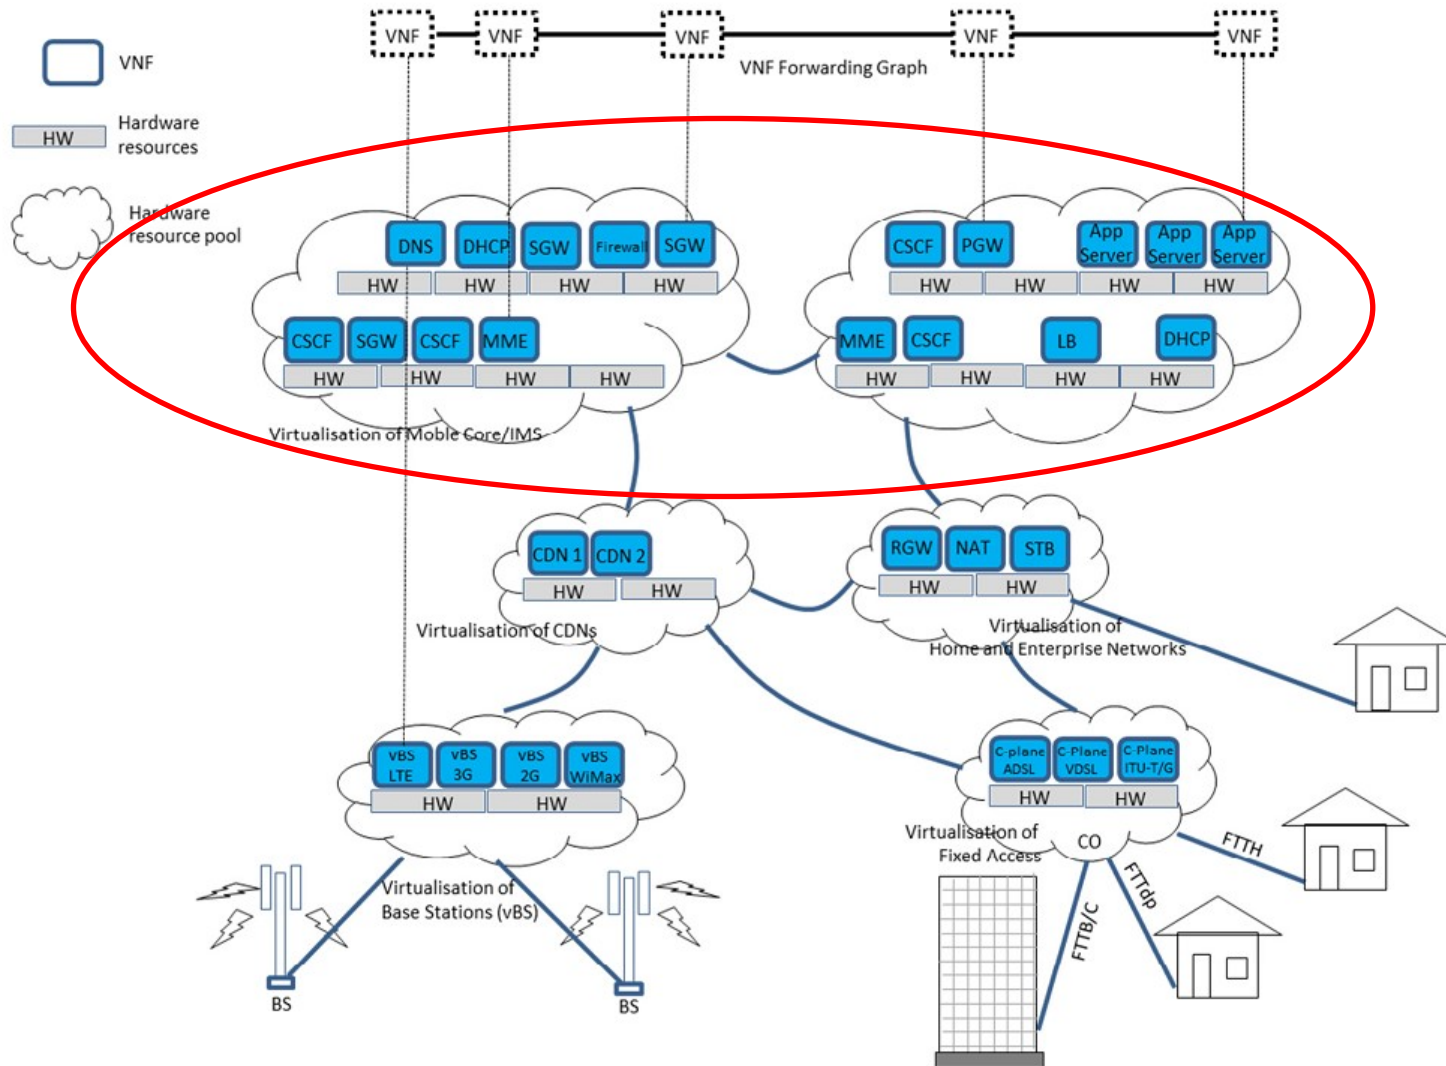 VNF
VNF
VNF
VNF
VNF
VNF Forwarding Graph
VNF
HW
Hardware
resources
Hardware
resource pool
DNS
DHCP
SGW
Firewall
SGW
HW
HW
HW
HW
CSCF
SGW
CSCF
MME
HW
HW
HW
HW
Virtualisation of Moble Core/IMS
CSCF
PGW
App
Server
App
Server
App
Server
HW
HW
HW
HW
MME
CSCF
LB
DHCP
HW
HW
HW
HW
CDN 1
CDN 2
HW
HW
Virtualisation of CDNs
RGW
NAT
STB
HW
HW
Virtualisation of
Home and Enterprise Networks
vBS
LTE
vBS
3G
vBS
2G
vBS
WiMax
HW
HW
Virtualisation of
Base Stations (vBS)
BS
BS
C-plane
ADSL
C-Plane
VDSL
C-Plane
ITU-T/G
HW
HW
Virtualisation of
Fixed Access
CO
FTTH
FTTdp
FTTB/C